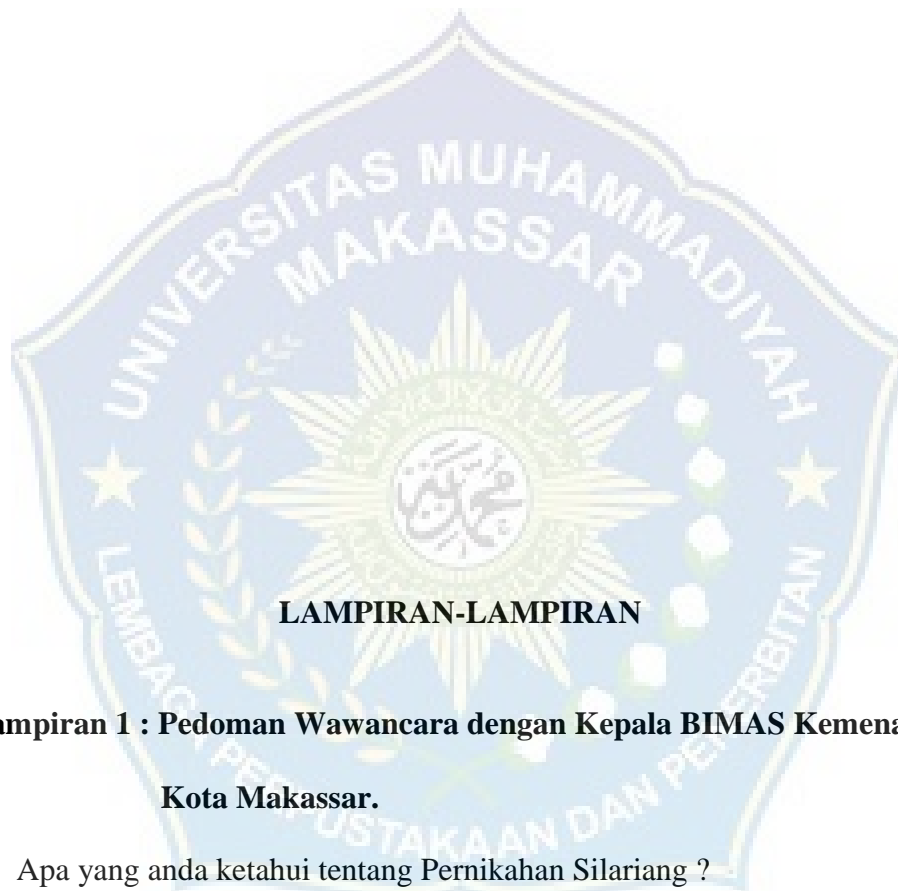 UNIVERSITAS MUHAMMADIYAH
MAKASSAR
LEMBAGA PERPUSTAKAAN DAN PENERBITAN
LAMPIRAN-LAMPIRAN
ampiran 1 : Pedoman Wawancara dengan Kepala BIMAS Kemena
Kota Makassar.
Apa yang anda ketahui tentang Pernikahan Silariang ?